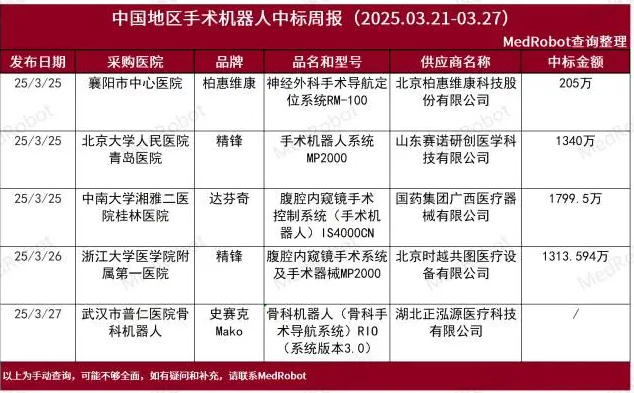 中国地区手术机器人中标周报（2025.03.21-03.27）
MedRobot查询整理
发布日期 采购医院 品牌 品名和型号 供应商名称 中标金额
25/3/25 襄阳市中心医院 柏惠维康 神经外科手术导航定 北京柏惠维康科技股 205万
位系统RM-100 份有限公司
25/3/25 北京大学人民医院 精锋 手术机器人系统 山东赛诺研创医学科 1340万
青岛医院 MP2000 技有限公司
25/3/25 中南大学湘雅二医 达芬奇 腹腔内窥镜手术 国药集团广西医疗器 1799.5万
院桂林医院 控制系统（手术机 械有限公司
器人）IS4000CN
25/3/26 浙江大学医学院附 精锋 腹腔内窥镜手术系统 北京时越共图医疗设 1313.594万
属第一医院 及手术器械MP2000 备有限公司
25/3/27 武汉市普仁医院骨 史赛克 骨科机器人（骨科手 湖北正泓源医疗科技 /
科机器人 Mako 术导航系统）RIO 有限公司
（系统版本3.0）
以上为手动查询，可能不够全面，如有疑问和补充，请联系MedRobot